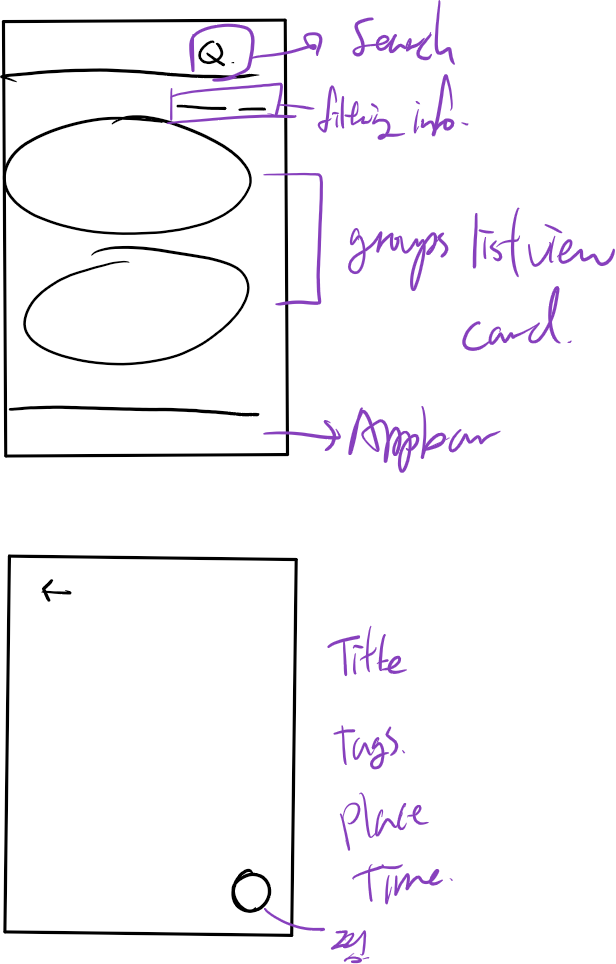 Search
filtering info.
groups listview
card.
Appbar
Title
tags.
place
Time.